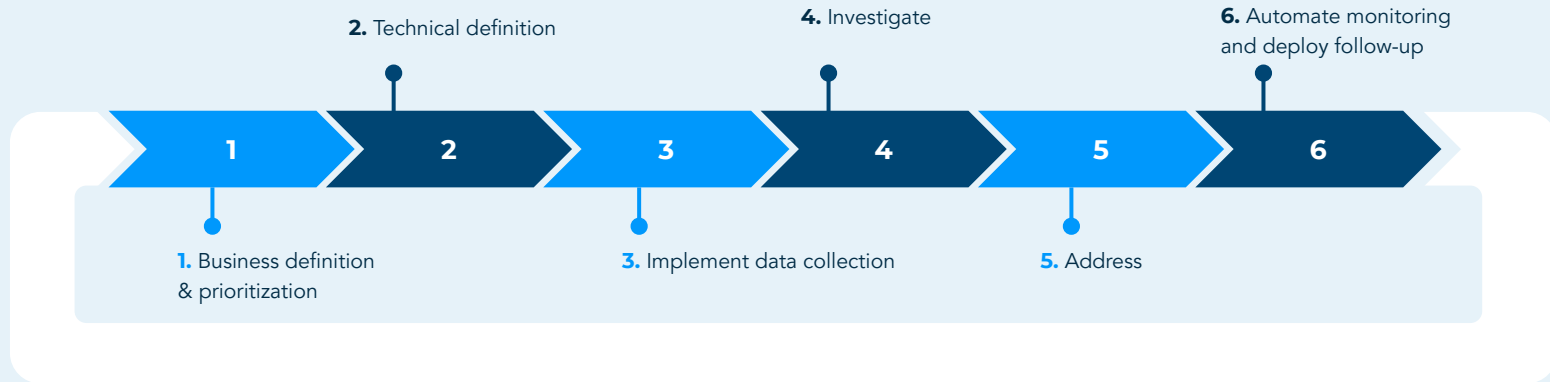 2. Technical definition
4. Investigate
6. Automate monitoring
and deploy follow-up
1
2
3
4
5
6
1. Business definition
& prioritization
3. Implement data collection
5. Address